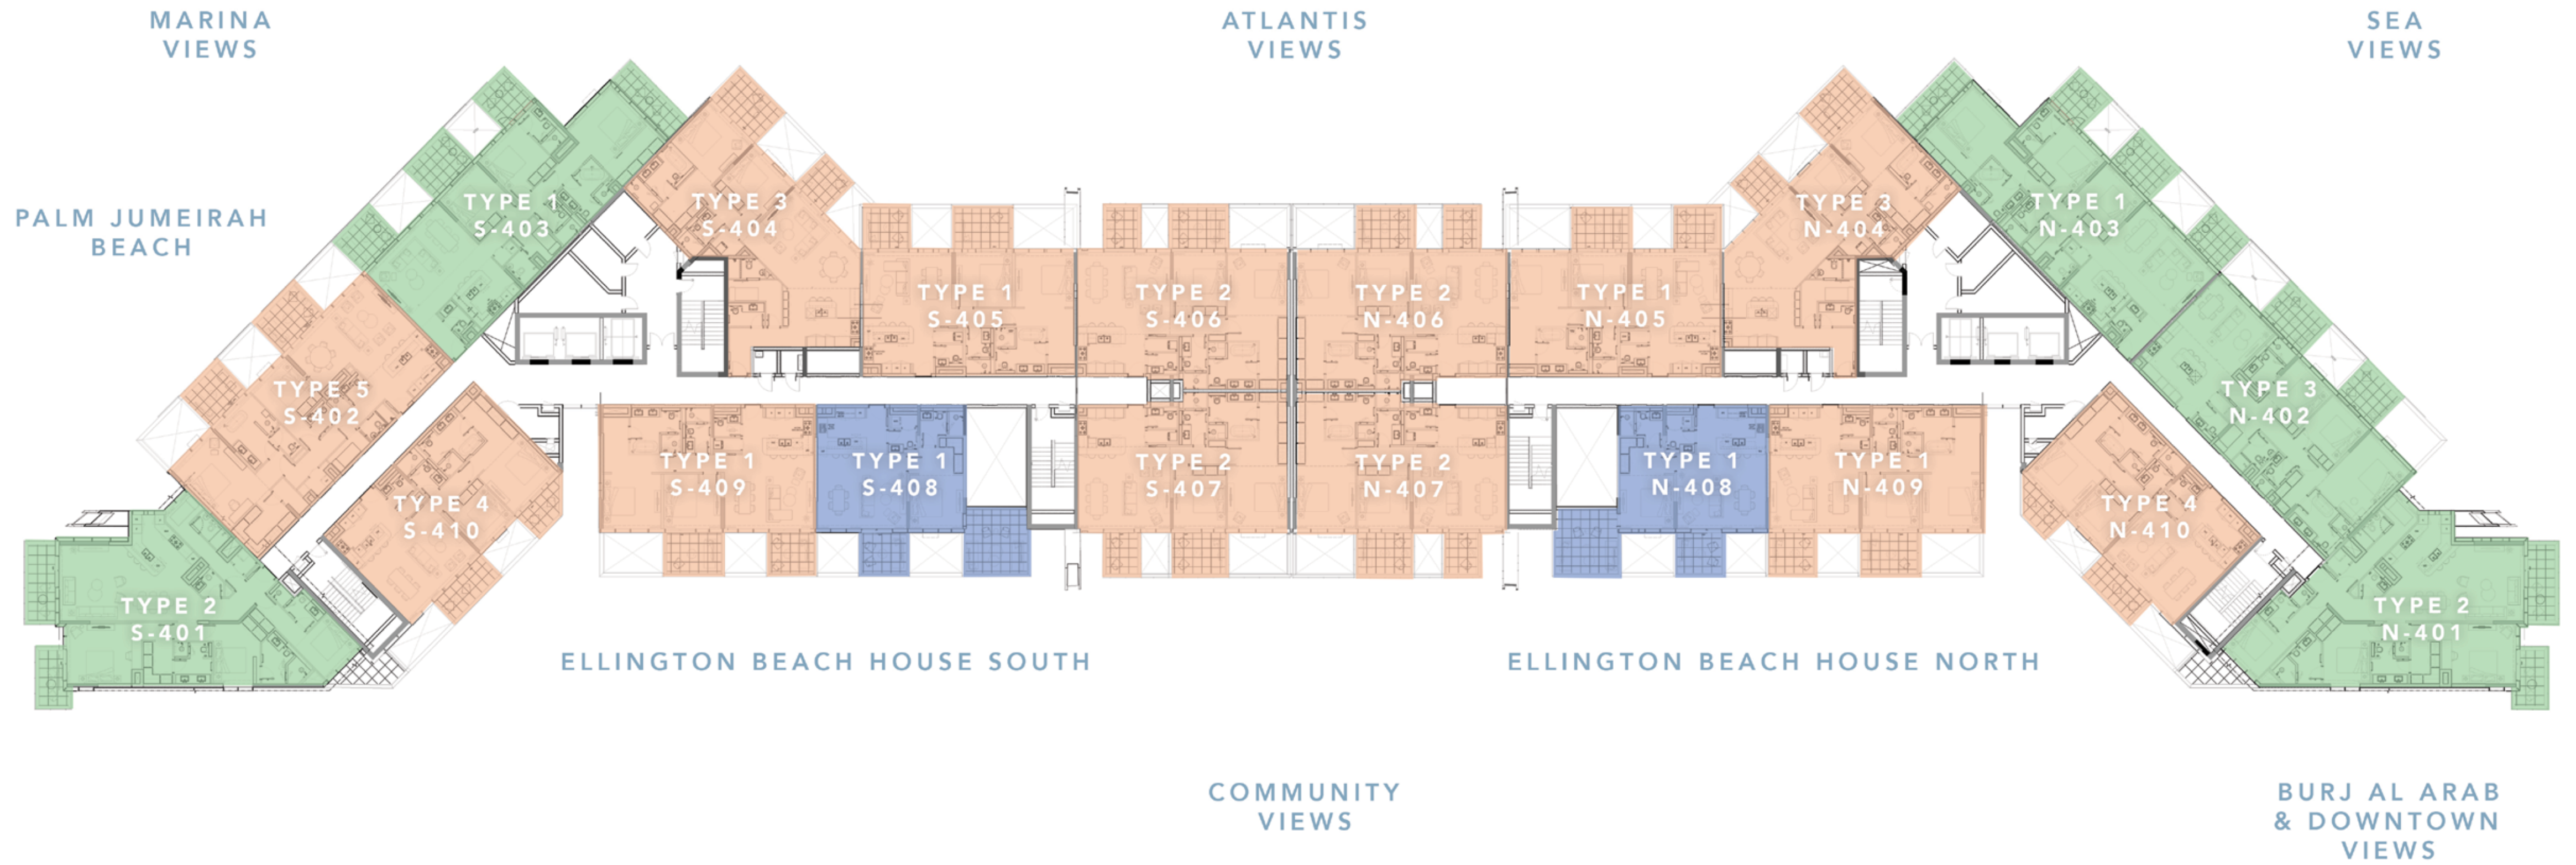 MARINA
VIEWS
ATLANTIS
VIEWS
SEA
VIEWS
PALM JUMEIRAH
BEACH
TYPE 1
S-403
TYPE 3
S-404
TYPE 3
N-404
TYPE 1
N-403
TYPE 1
S-405
TYPE 2
S-406
TYPE 2
N-406
TYPE 1
N-405
TYPE 5
S-402
TYPE 3
N-402
TYPE 4
S-410
TYPE 1
S-409
TYPE 1
S-408
TYPE 2
S-407
TYPE 2
N-407
TYPE 1
N-408
TYPE 1
N-409
TYPE 4
N-410
TYPE 2
S-401
TYPE 2
N-401
ELLINGTON BEACH HOUSE SOUTH
ELLINGTON BEACH HOUSE NORTH
COMMUNITY
VIEWS
BURJ AL ARAB
& DOWNTOWN
VIEWS